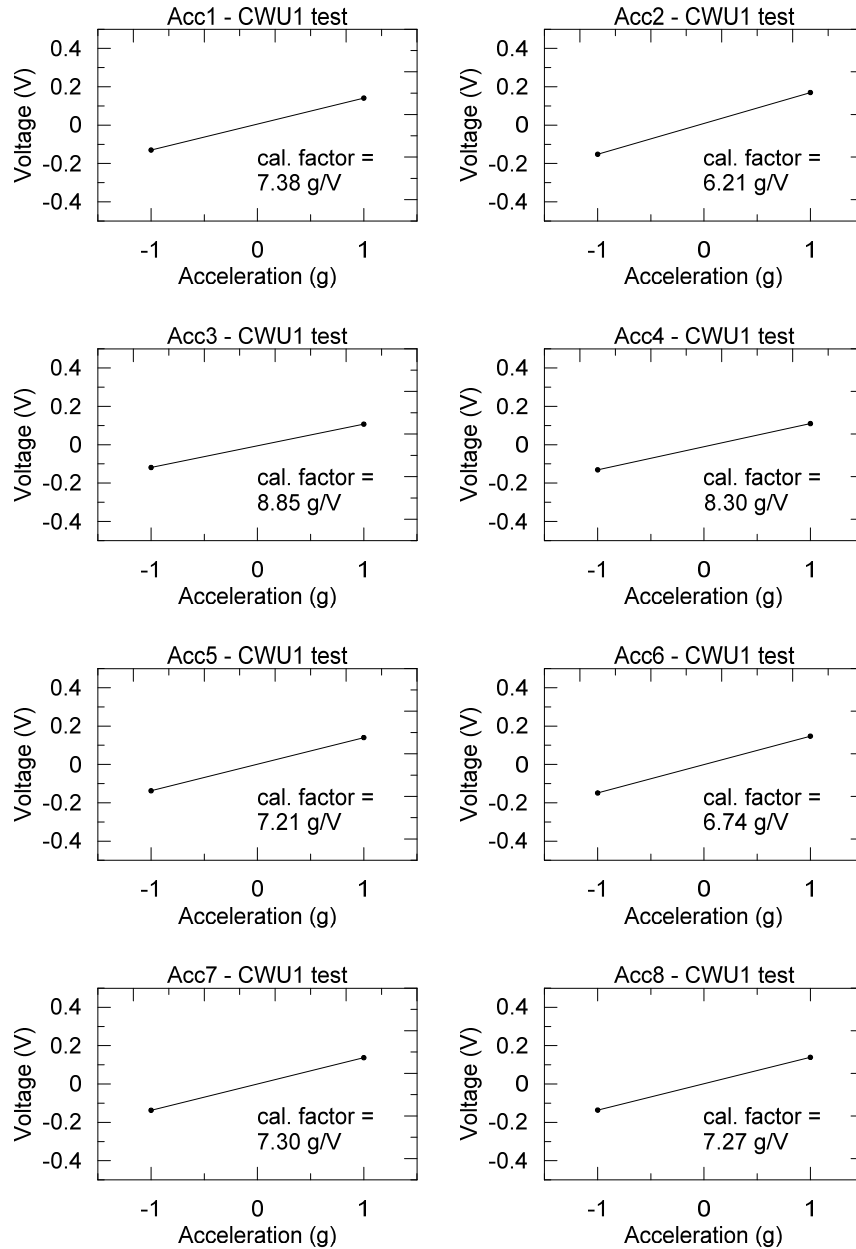 Acc1 - CWU1 test
Voltage (V)
0.4
0.2
0
-0.2
-0.4
cal. factor =
7.38 g/V
-1 0 1
Acceleration (g)
Acc2 - CWU1 test
Voltage (V)
0.4
0.2
0
-0.2
-0.4
cal. factor =
6.21 g/V
-1 0 1
Acceleration (g)
Acc3 - CWU1 test
Voltage (V)
0.4
0.2
0
-0.2
-0.4
cal. factor =
8.85 g/V
-1 0 1
Acceleration (g)
Acc4 - CWU1 test
Voltage (V)
0.4
0.2
0
-0.2
-0.4
cal. factor =
8.30 g/V
-1 0 1
Acceleration (g)
Acc5 - CWU1 test
Voltage (V)
0.4
0.2
0
-0.2
-0.4
cal. factor =
7.21 g/V
-1 0 1
Acceleration (g)
Acc6 - CWU1 test
Voltage (V)
0.4
0.2
0
-0.2
-0.4
cal. factor =
6.74 g/V
-1 0 1
Acceleration (g)
Acc7 - CWU1 test
Voltage (V)
0.4
0.2
0
-0.2
-0.4
cal. factor =
7.30 g/V
-1 0 1
Acceleration (g)
Acc8 - CWU1 test
Voltage (V)
0.4
0.2
0
-0.2
-0.4
cal. factor =
7.27 g/V
-1 0 1
Acceleration (g)